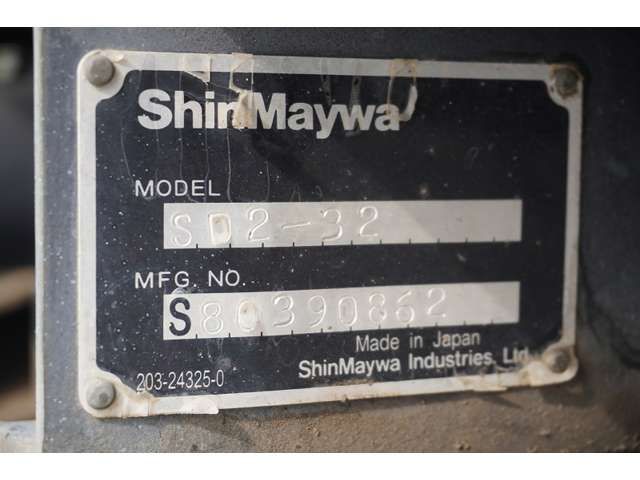 ShinMaywa
MODEL
SD2-32
MFG NO.
S80390862
Made in Japan
ShinMaywa Industries, Ltd.
203-24325-0